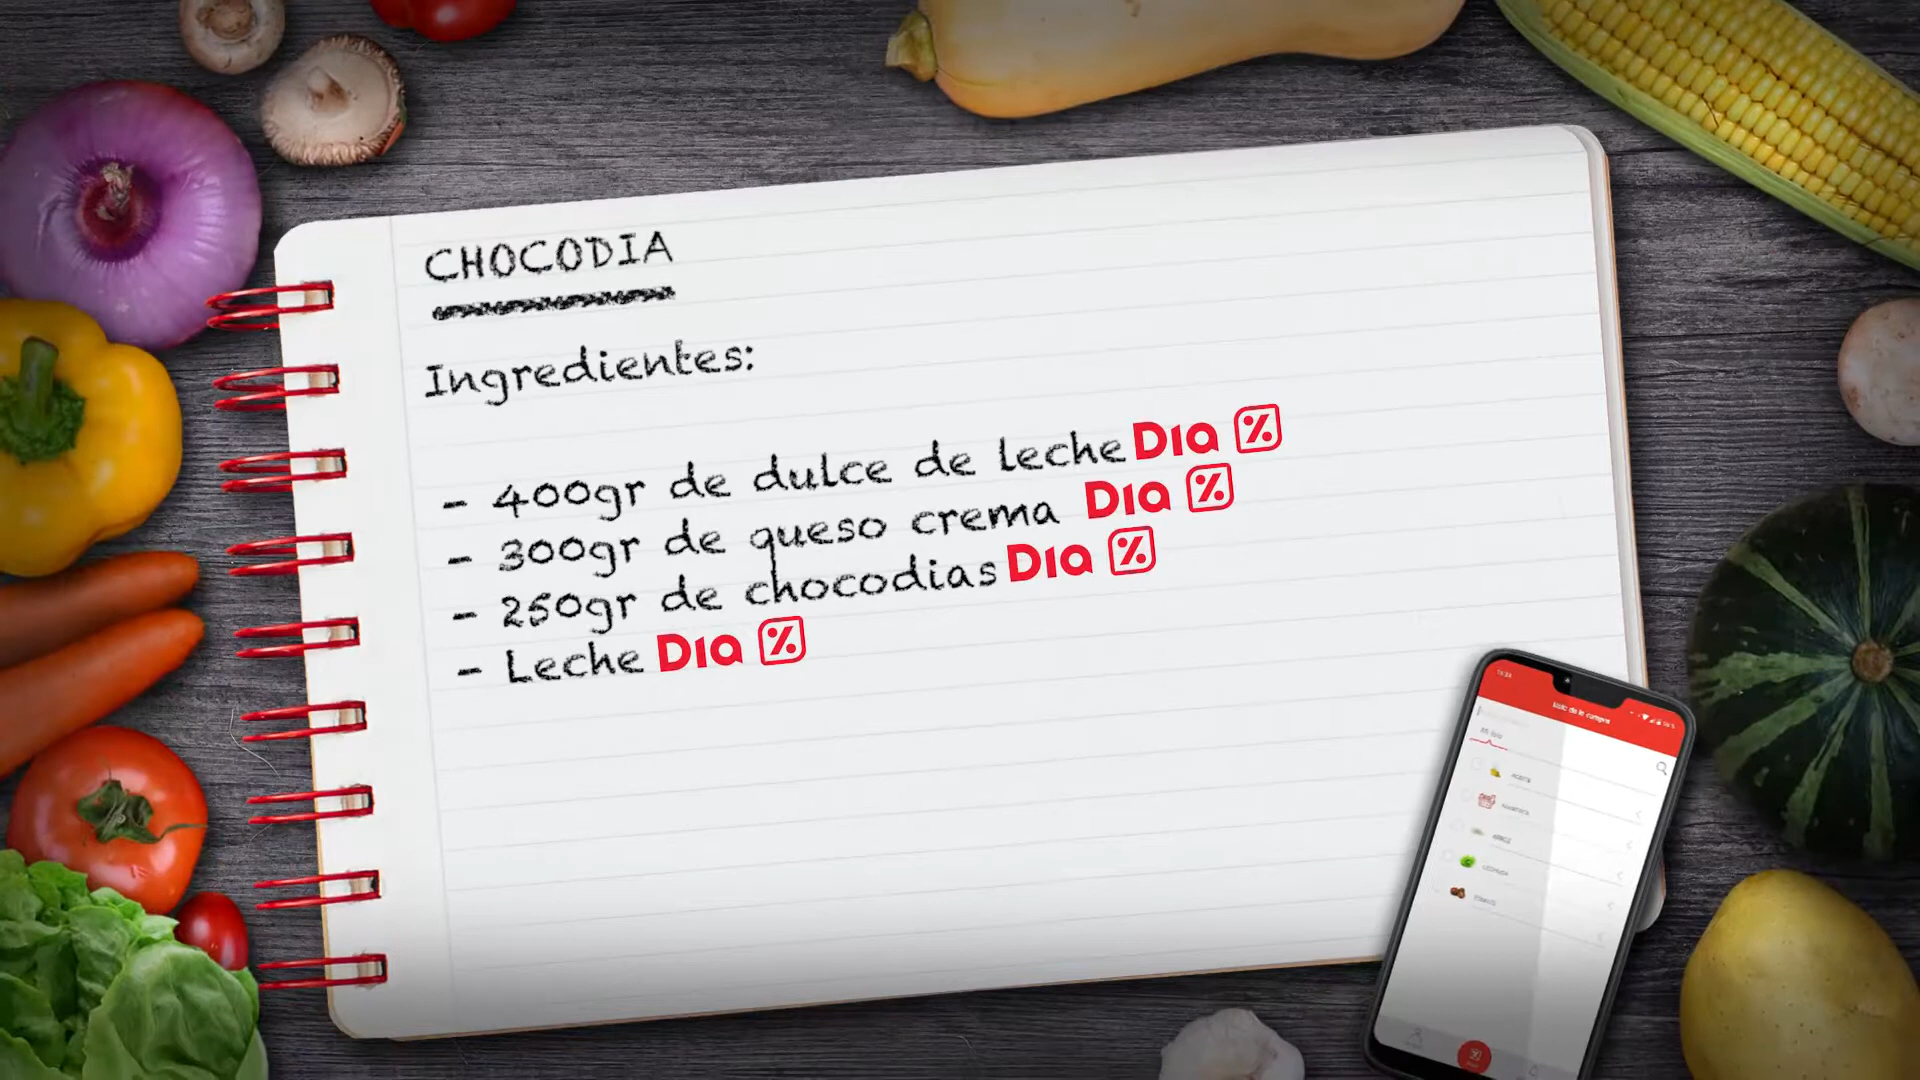 CHOCODIA
Ingredientes:
- 400gr de dulce de leche Dia %
- 300gr de queso crema Dia %
- 250gr de chocodias Dia %
- Leche Dia %